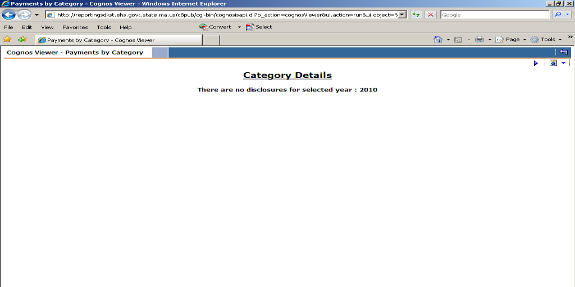 Payments by Category - Cognos Viewer - Windows Internet Explorer
Google
File Edit View Favorites Tools Help
Convert Select
Payments by Category - Cognos Viewer
Page Tools
Cognos Viewer - Payments by Category
Category Details
There are no disclosures for selected year : 2010